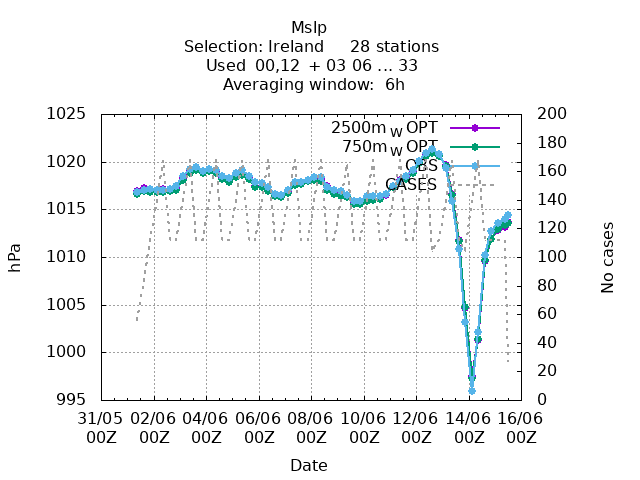 Mslp
Selection: Ireland 28 stations
Used 00,12 + 03 06 ... 33
Averaging window: 6h
2500m_W OPT
750m_W OPT
OBS
CASES
hPa
1025
1020
1015
1010
1005
1000
995
No cases
200
180
160
140
120
100
80
60
40
20
0
31/05 02/06 04/06 06/06 08/06 10/06 12/06 14/06 16/06
00Z 00Z 00Z 00Z 00Z 00Z 00Z 00Z 00Z
Date